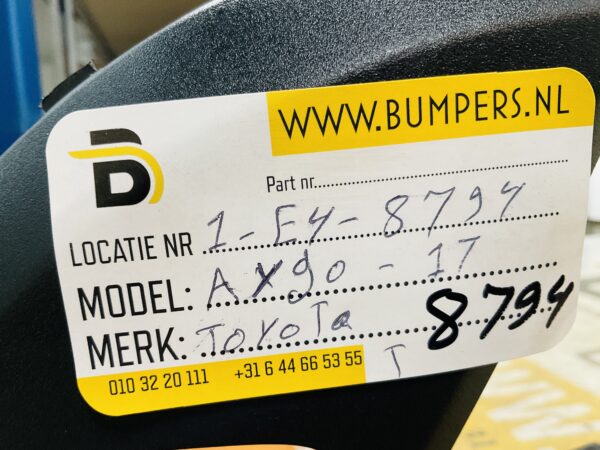 WWW.BUMPERS.NL
B
Part nr.
LOCATIE NR 1-E4-8794
MODEL: AX90-17
MERK: TOYOTa
8794
010 32 20 111 +31 6 44 66 53 55
T